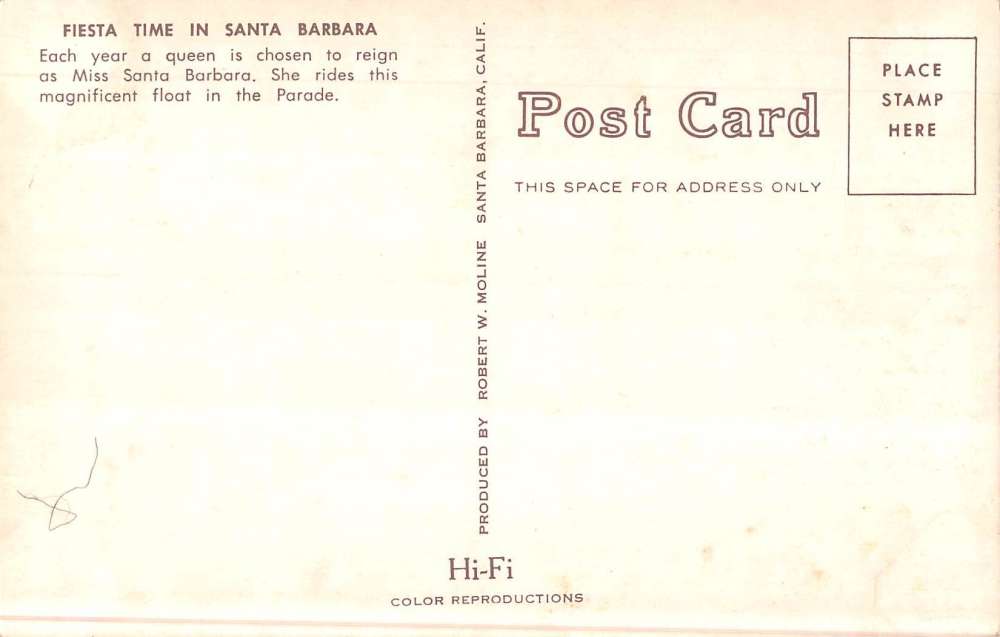 FIESTA TIME IN SANTA BARBARA
Each year a queen is chosen to reign
as Miss Santa Barbara. She rides this
magnificent float in the Parade.
PRODUCED BY ROBERT W. MOLINE SANTA BARBARA, CALIF.
Post Card
THIS SPACE FOR ADDRESS ONLY
PLACE
STAMP
HERE
Hi-Fi
COLOR REPRODUCTIONS